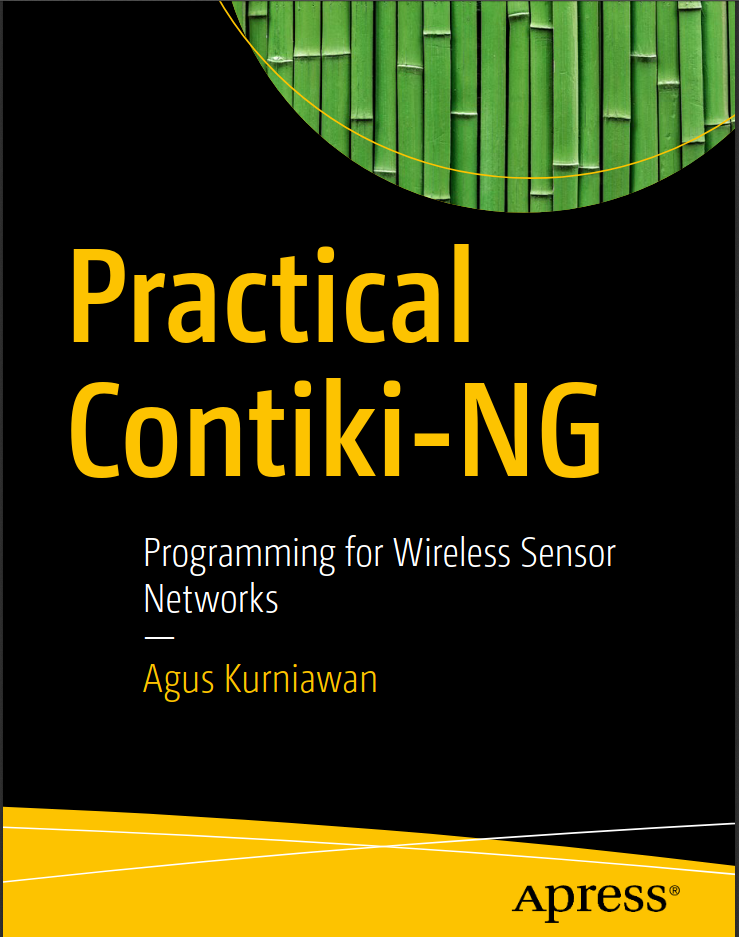 Practical
Contiki-NG
Programming for Wireless Sensor
Networks
—
Agus Kurniawan
Apress®